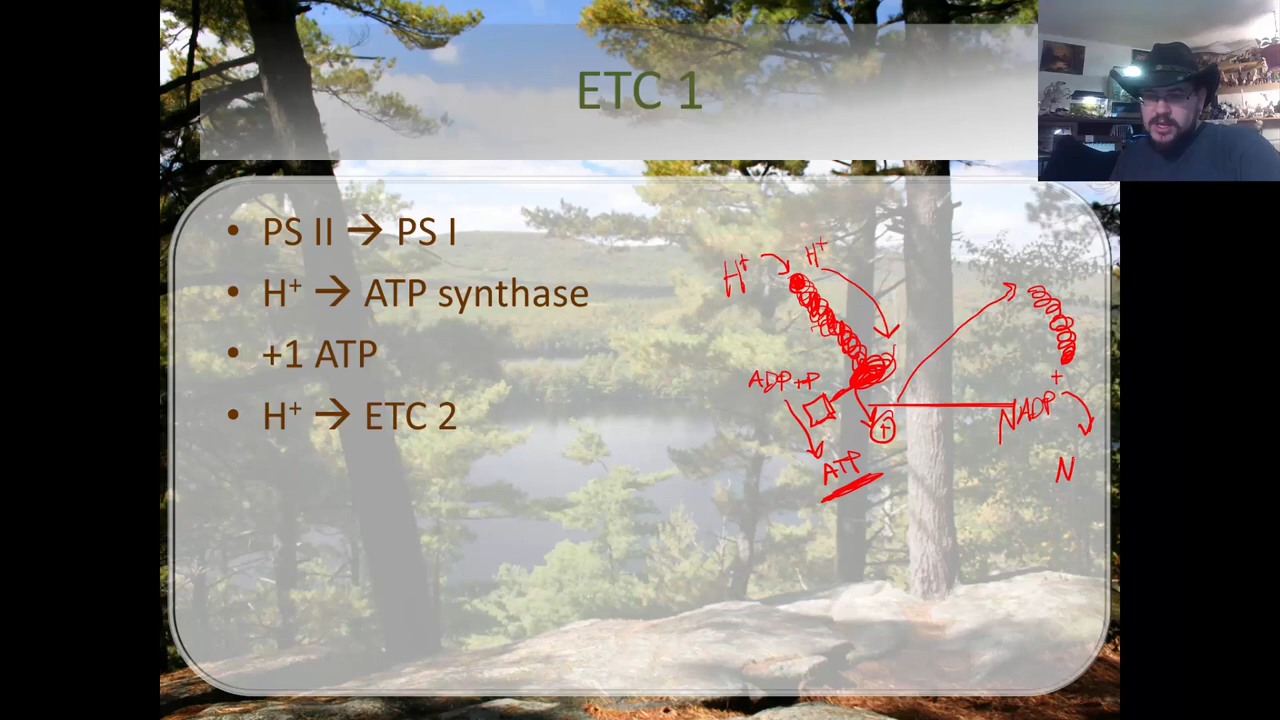 ETC 1
• PS II → PS I
• H⁺ → ATP synthase
• +1 ATP
• H⁺ → ETC 2
H⁺ H⁺
ADP+P
NADP⁺
ATP
N